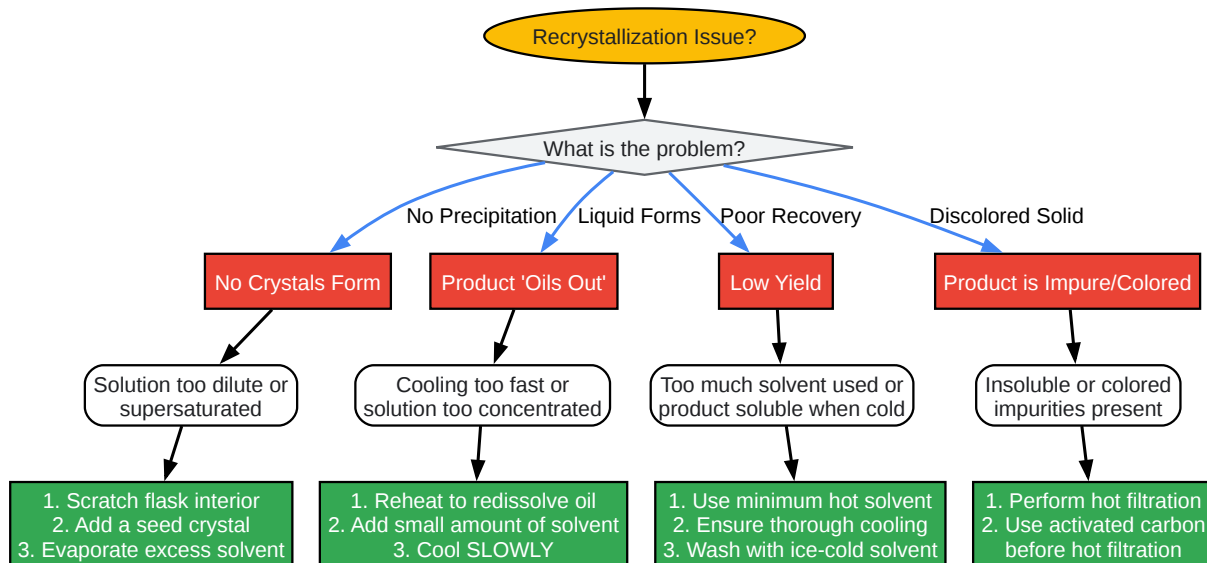 Recrystallization Issue?
What is the problem?
No Precipitation
Liquid Forms
Poor Recovery
Discolored Solid
No Crystals Form
Product 'Oils Out'
Low Yield
Product is Impure/Colored
Solution too dilute or
supersaturated
Cooling too fast or
solution too concentrated
Too much solvent used or
product soluble when cold
Insoluble or colored
impurities present
1. Scratch flask interior
2. Add a seed crystal
3. Evaporate excess solvent
1. Reheat to redissolve oil
2. Add small amount of solvent
3. Cool SLOWLY
1. Use minimum hot solvent
2. Ensure thorough cooling
3. Wash with ice-cold solvent
1. Perform hot filtration
2. Use activated carbon
before hot filtration